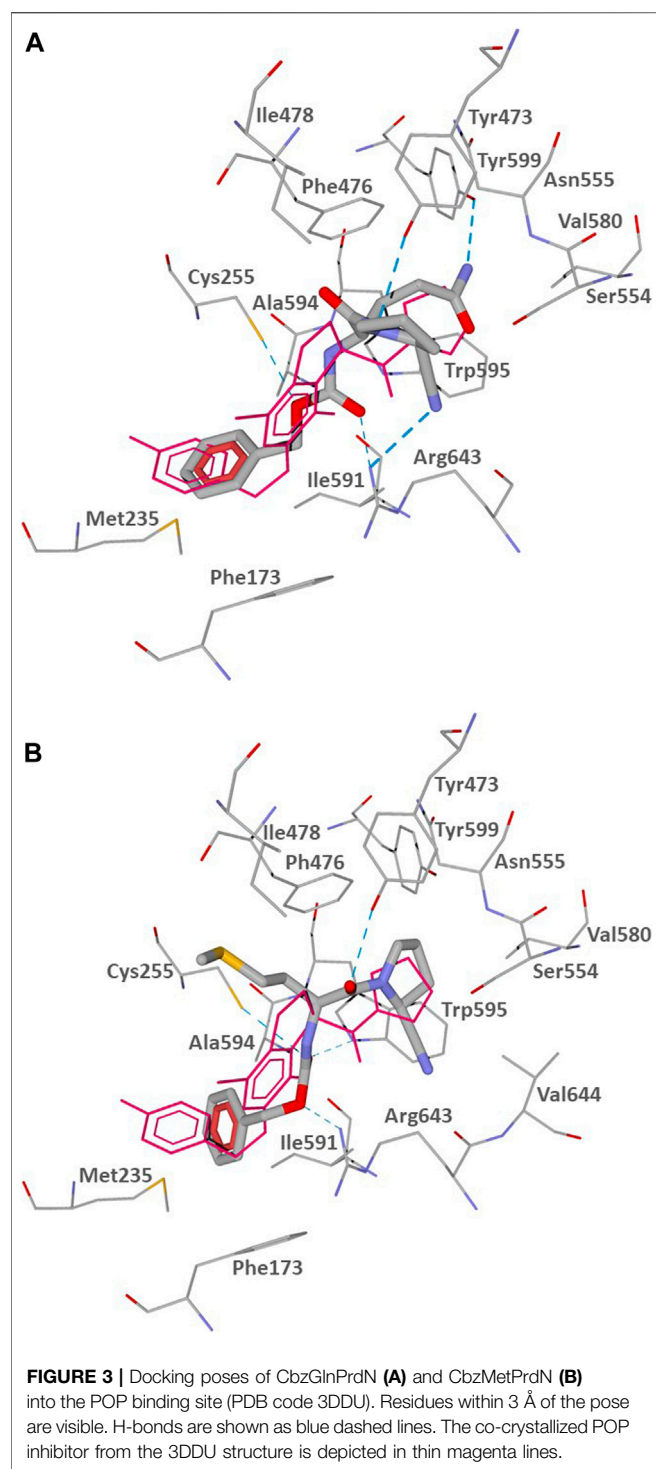 A
Ile478
Tyr473
Tyr599
Phe476
Asn555
Val580
Cys255
Ala594
Ser554
Trp595
Ile591
Arg643
Met235
Phe173
B
Tyr473
Ile478
Tyr599
Ph476
Asn555
Val580
Cys255
Ser554
Trp595
Ala594
Val644
Arg643
Ile591
Met235
Phe173
FIGURE 3 | Docking poses of CbzGlnPrdN (A) and CbzMetPrdN (B)
into the POP binding site (PDB code 3DDU). Residues within 3 Å of the pose
are visible. H-bonds are shown as blue dashed lines. The co-crystallized POP
inhibitor from the 3DDU structure is depicted in thin magenta lines.